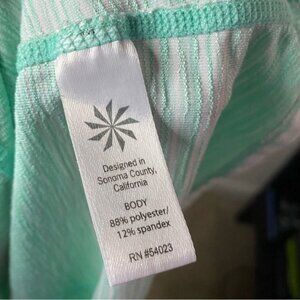 Designed in
Sonoma County,
California
BODY
88% polyester/
12% spandex
RN #54023